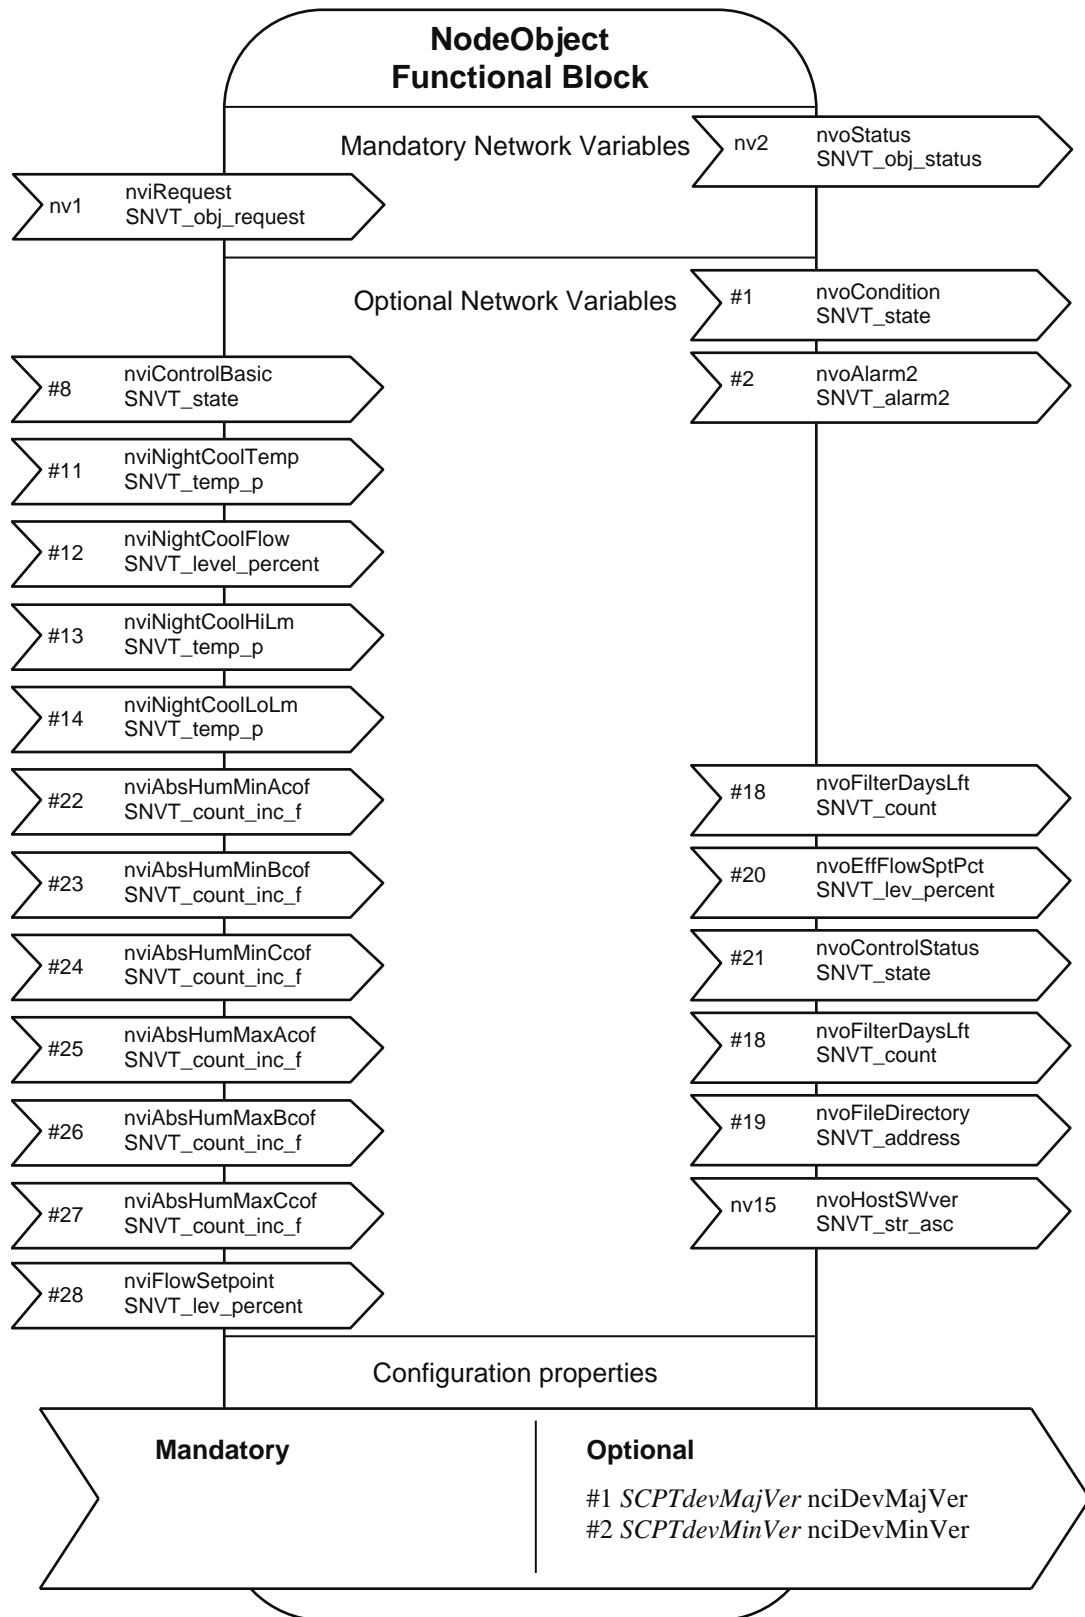 NodeObject
Functional Block
Mandatory Network Variables
nv2
nvoStatus
SNVT_obj_status
nv1
nviRequest
SNVT_obj_request
Optional Network Variables
#1
nvoCondition
SNVT_state
#8
nviControlBasic
SNVT_state
#2
nvoAlarm2
SNVT_alarm2
#11
nviNightCoolTemp
SNVT_temp_p
#12
nviNightCoolFlow
SNVT_level_percent
#13
nviNightCoolHiLm
SNVT_temp_p
#14
nviNightCoolLoLm
SNVT_temp_p
#22
nviAbsHumMinAcof
SNVT_count_inc_f
#18
nvoFilterDaysLft
SNVT_count
#23
nviAbsHumMinBcof
SNVT_count_inc_f
#20
nvoEffFlowSptPct
SNVT_lev_percent
#24
nviAbsHumMinCcof
SNVT_count_inc_f
#21
nvoControlStatus
SNVT_state
#25
nviAbsHumMaxAcof
SNVT_count_inc_f
#18
nvoFilterDaysLft
SNVT_count
#26
nviAbsHumMaxBcof
SNVT_count_inc_f
#19
nvoFileDirectory
SNVT_address
#27
nviAbsHumMaxCcof
SNVT_count_inc_f
nv15
nvoHostSWver
SNVT_str_asc
#28
nviFlowSetpoint
SNVT_lev_percent
Configuration properties
Mandatory
Optional
#1 SCPTdevMajVer nciDevMajVer
#2 SCPTdevMinVer nciDevMinVer